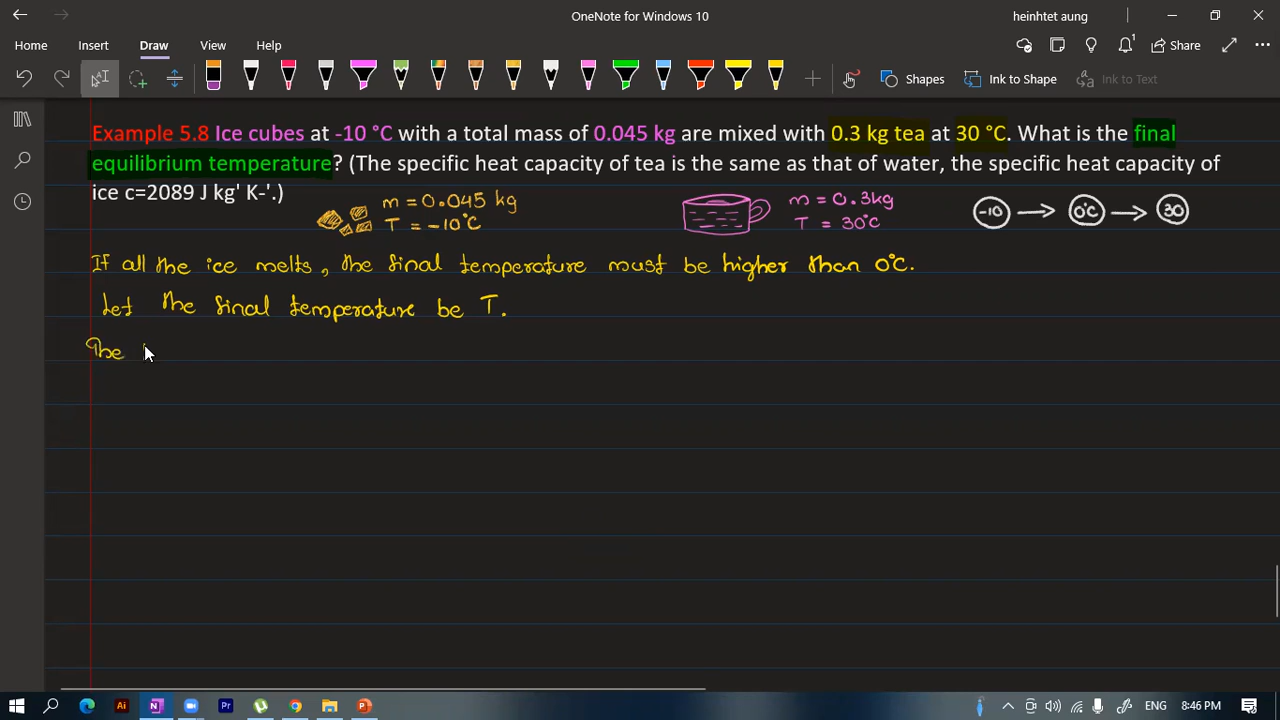 OneNote for Windows 10
heinhtet aung
Home Insert Draw View Help
Share
Shapes
Ink to Shape
Ink to Text
Example 5.8 Ice cubes at -10 °C with a total mass of 0.045 kg are mixed with 0.3 kg tea at 30 °C. What is the final
equilibrium temperature? (The specific heat capacity of tea is the same as that of water, the specific heat capacity of
ice c=2089 J kg' K-'.)
m = 0.045 kg
T = -10°C
m = 0.3kg
T = 30°C
-10 → 0°C → 30
If all the ice melts, the final temperature must be higher than 0°C.
Let the final temperature be T.
The
Ai
Pr
ENG
8:46 PM